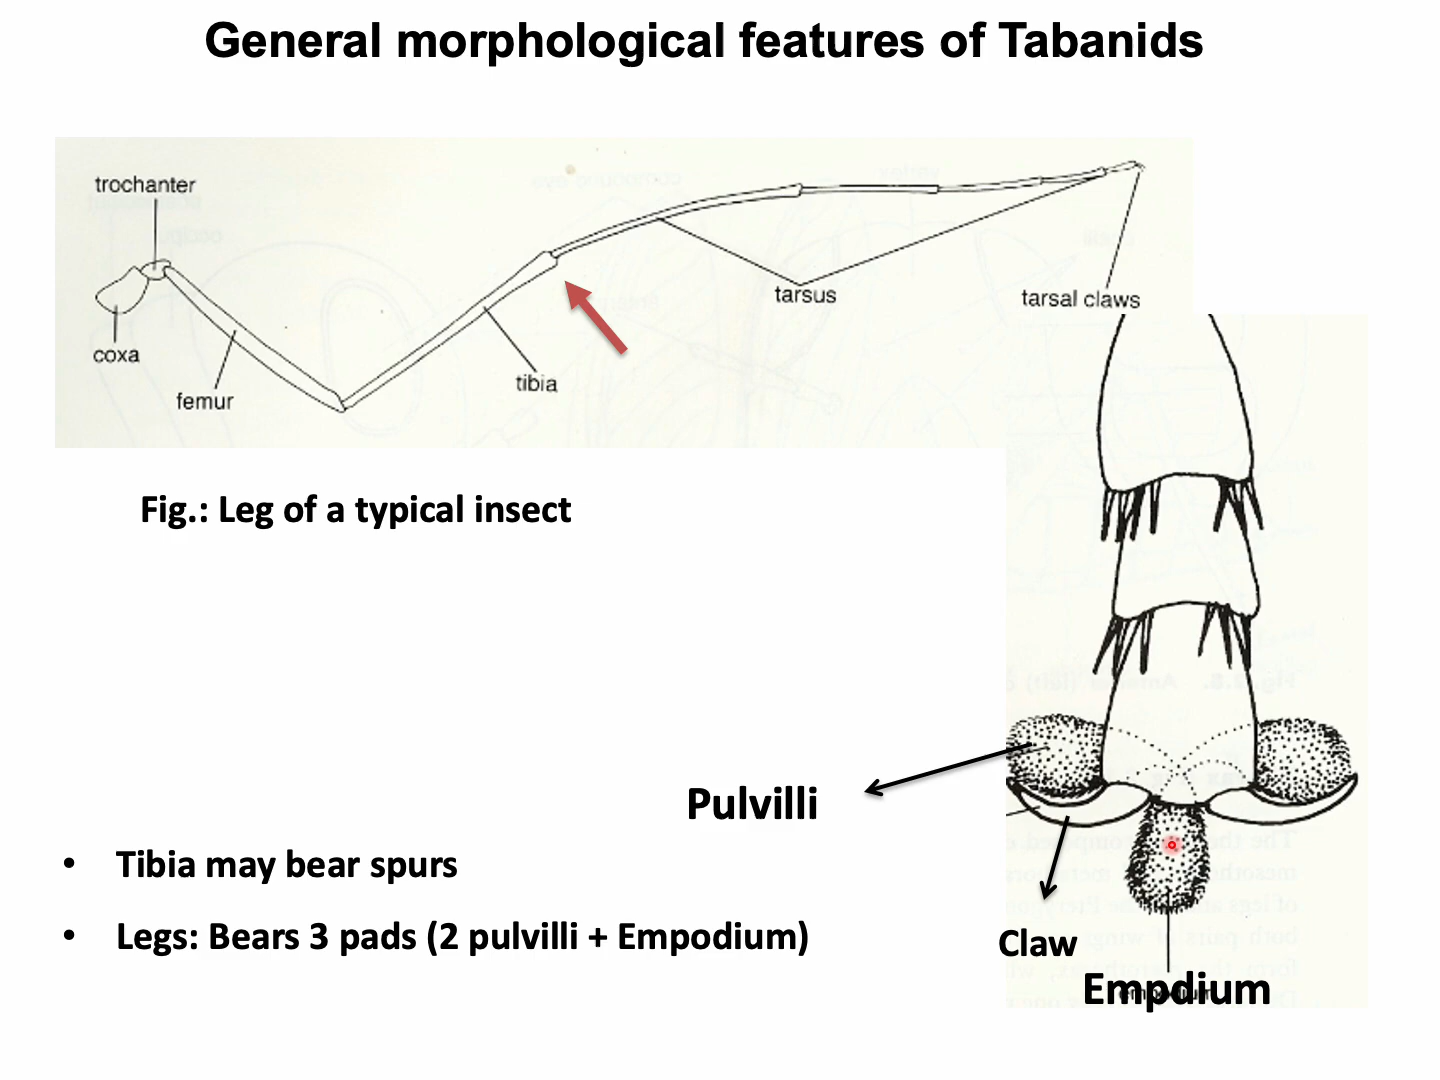 General morphological features of Tabanids
trochanter
coxa
femur
tibia
tarsus
tarsal claws
Fig.: Leg of a typical insect
Pulvilli
• Tibia may bear spurs
• Legs: Bears 3 pads (2 pulvilli + Empodium)
Claw
Empdium